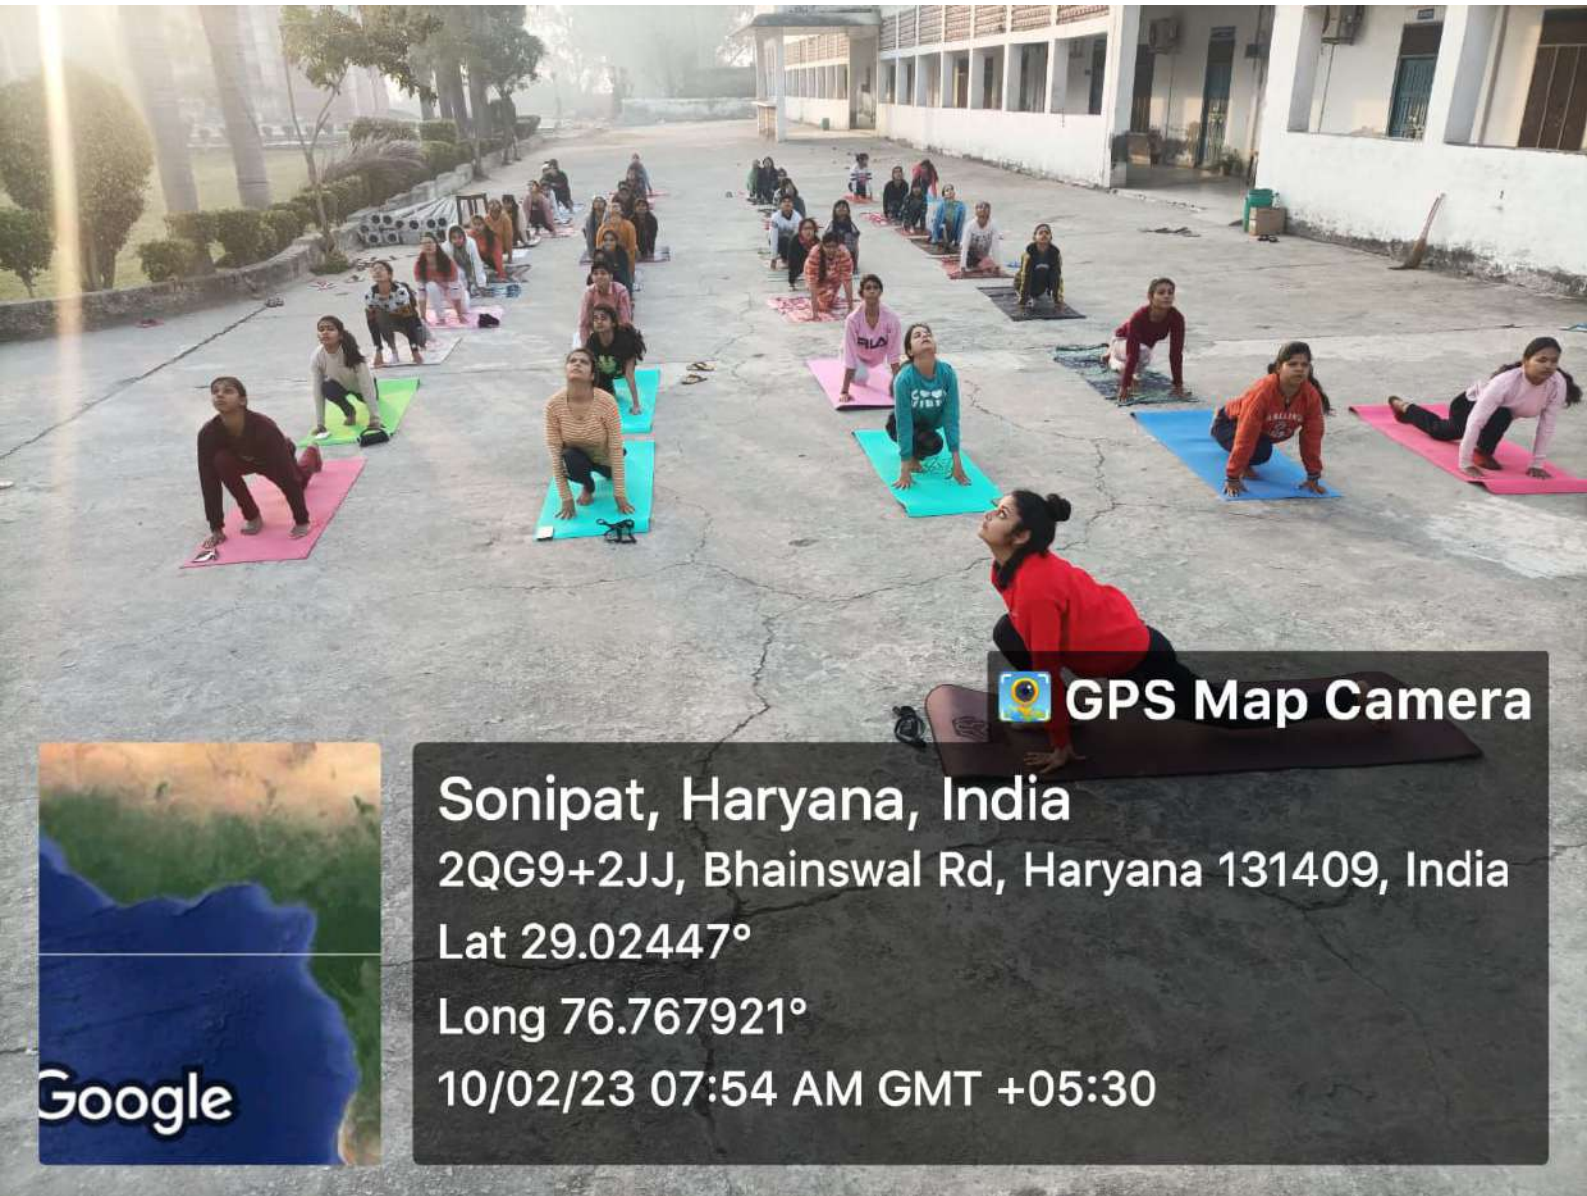 GPS Map Camera
Sonipat, Haryana, India
2QG9+2JJ, Bhainswal Rd, Haryana 131409, India
Lat 29.02447°
Long 76.767921°
10/02/23 07:54 AM GMT +05:30
Google